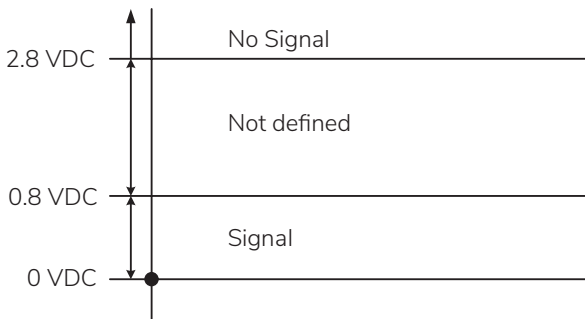 No Signal
2.8 VDC
Not defined
0.8 VDC
Signal
0 VDC